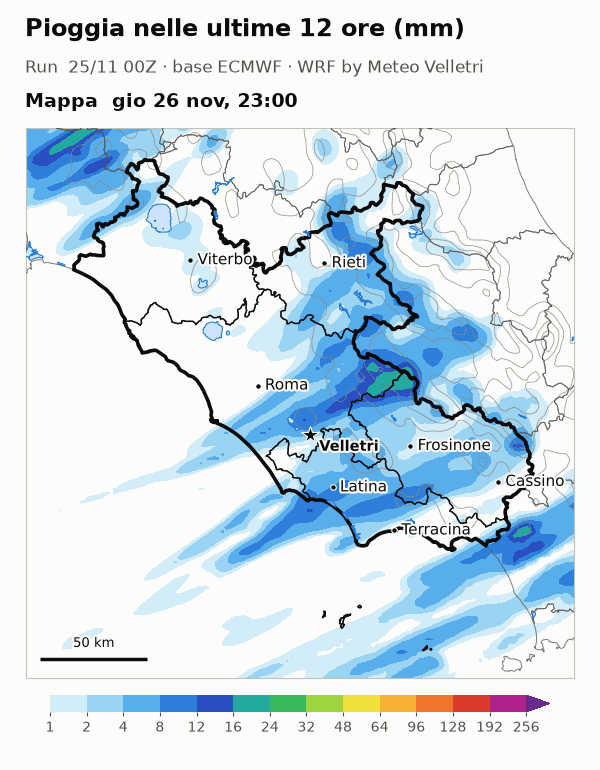 Pioggia nelle ultime 12 ore (mm)
Run  25/11 00Z · base ECMWF · WRF by Meteo Velletri
Mappa  gio 26 nov, 23:00
Viterbo
Rieti
Roma
Velletri
Frosinone
Latina
Cassino
Terracina
50 km
1 2 4 8 12 16 24 32 48 64 96 128 192 256